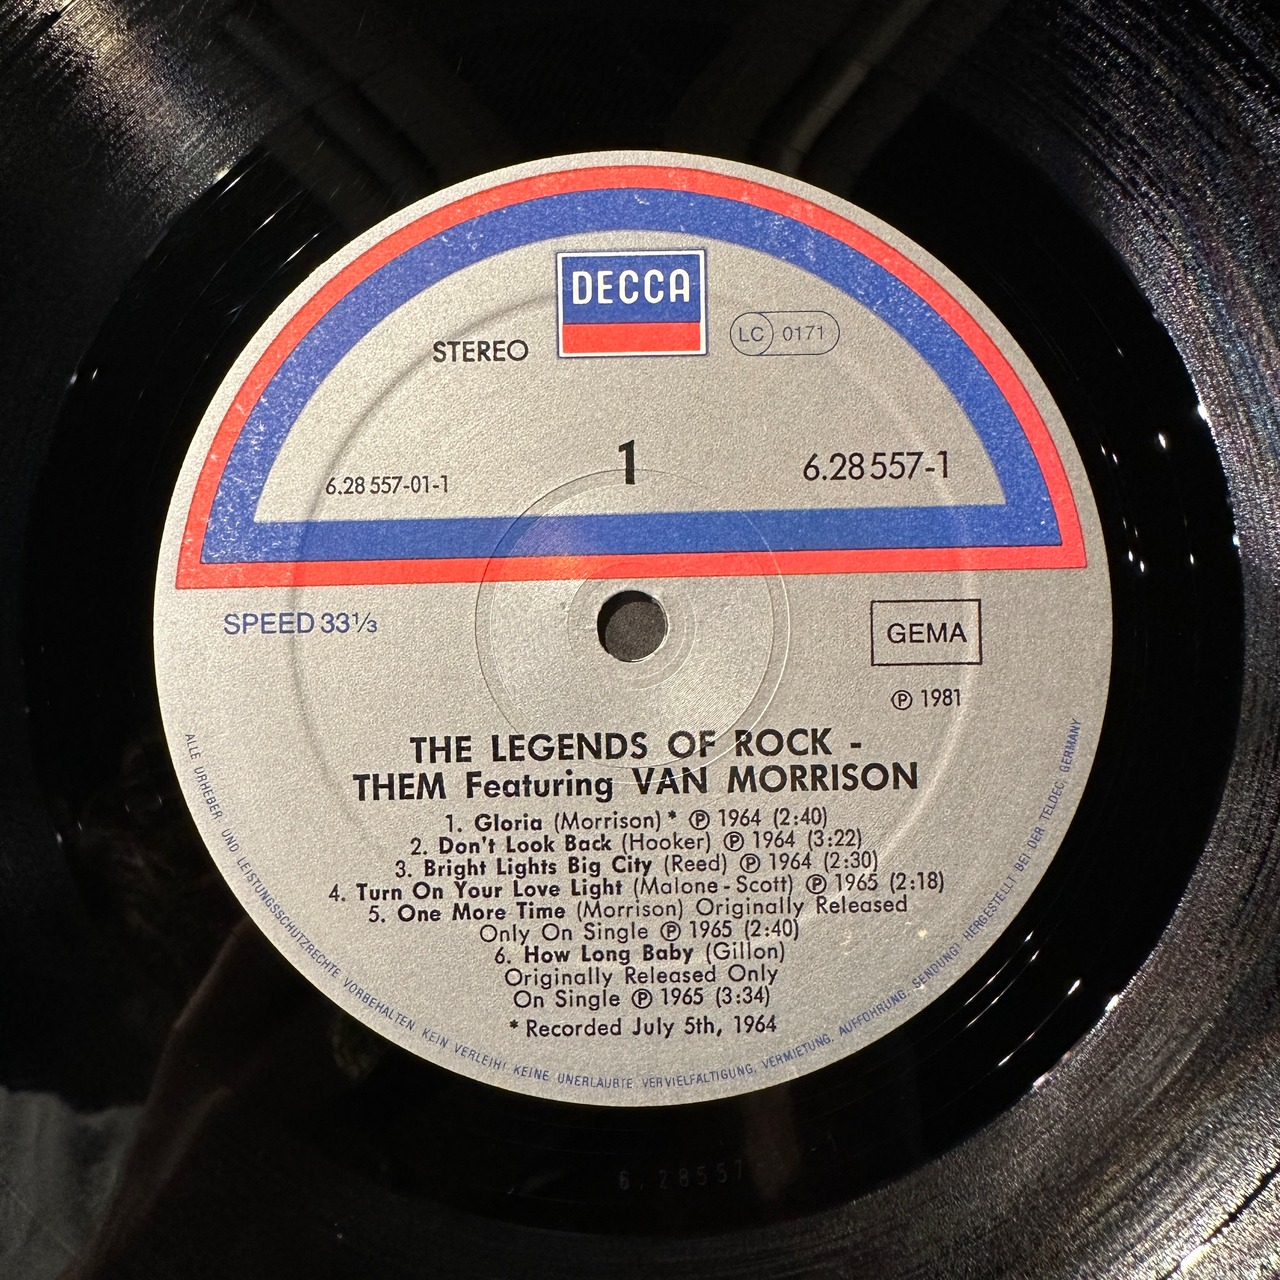 DECCA
STEREO
LC 0171
1
6.28 557-01-1
6.28557-1
SPEED 33⅓
GEMA
℗ 1981
THE LEGENDS OF ROCK -
THEM Featuring VAN MORRISON
1. Gloria (Morrison)* ℗ 1964 (2:40)
2. Don't Look Back (Hooker) ℗ 1964 (3:22)
3. Bright Lights Big City (Reed) ℗ 1964 (2:30)
4. Turn On Your Love Light (Malone-Scott) ℗ 1965 (2:18)
5. One More Time (Morrison) Originally Released
Only On Single ℗ 1965 (2:40)
6. How Long Baby (Gillon)
Originally Released Only
On Single ℗ 1965 (3:34)
* Recorded July 5th, 1964
ALLE URHEBER UND LEISTUNGSSCHUTZRECHTE VORBEHALTEN. KEIN VERLEIH! KEINE UNERLAUBTE VERVIELFÄLTIGUNG, VERMIETUNG, AUFFÜHRUNG, SENDUNG! HERGESTELLT BEI DER TELDEC, GERMANY
6.28557